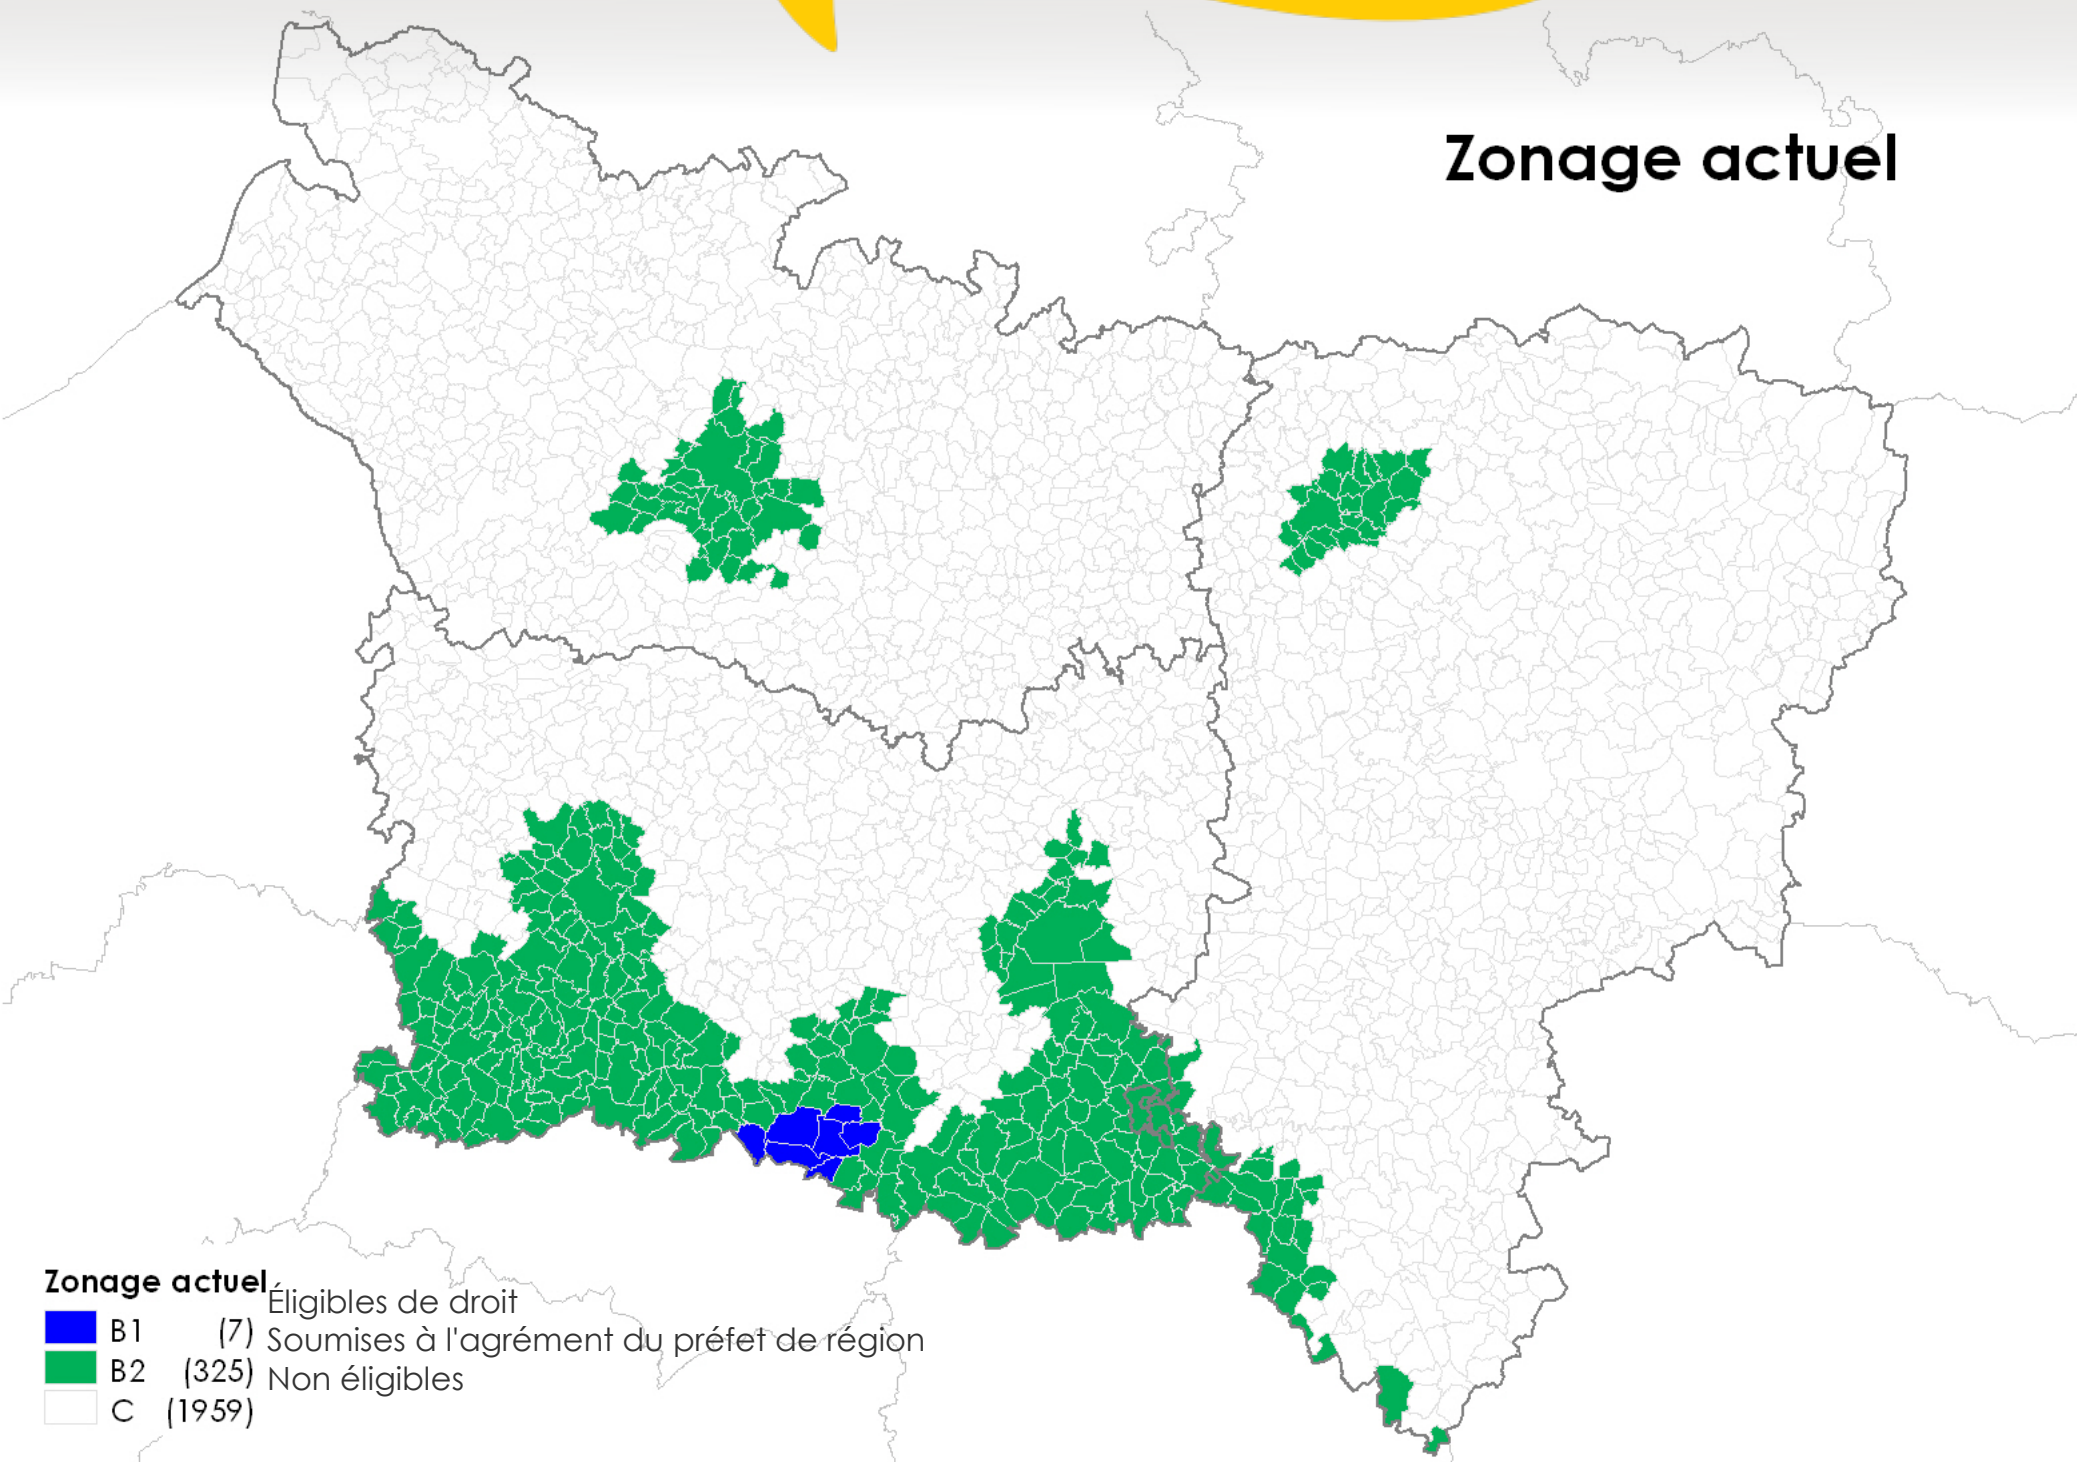 Zonage actuel
Zonage actuel
Éligibles de droit
B1 (7)
Soumises à l'agrément du préfet de région
B2 (325)
Non éligibles
C (1959)